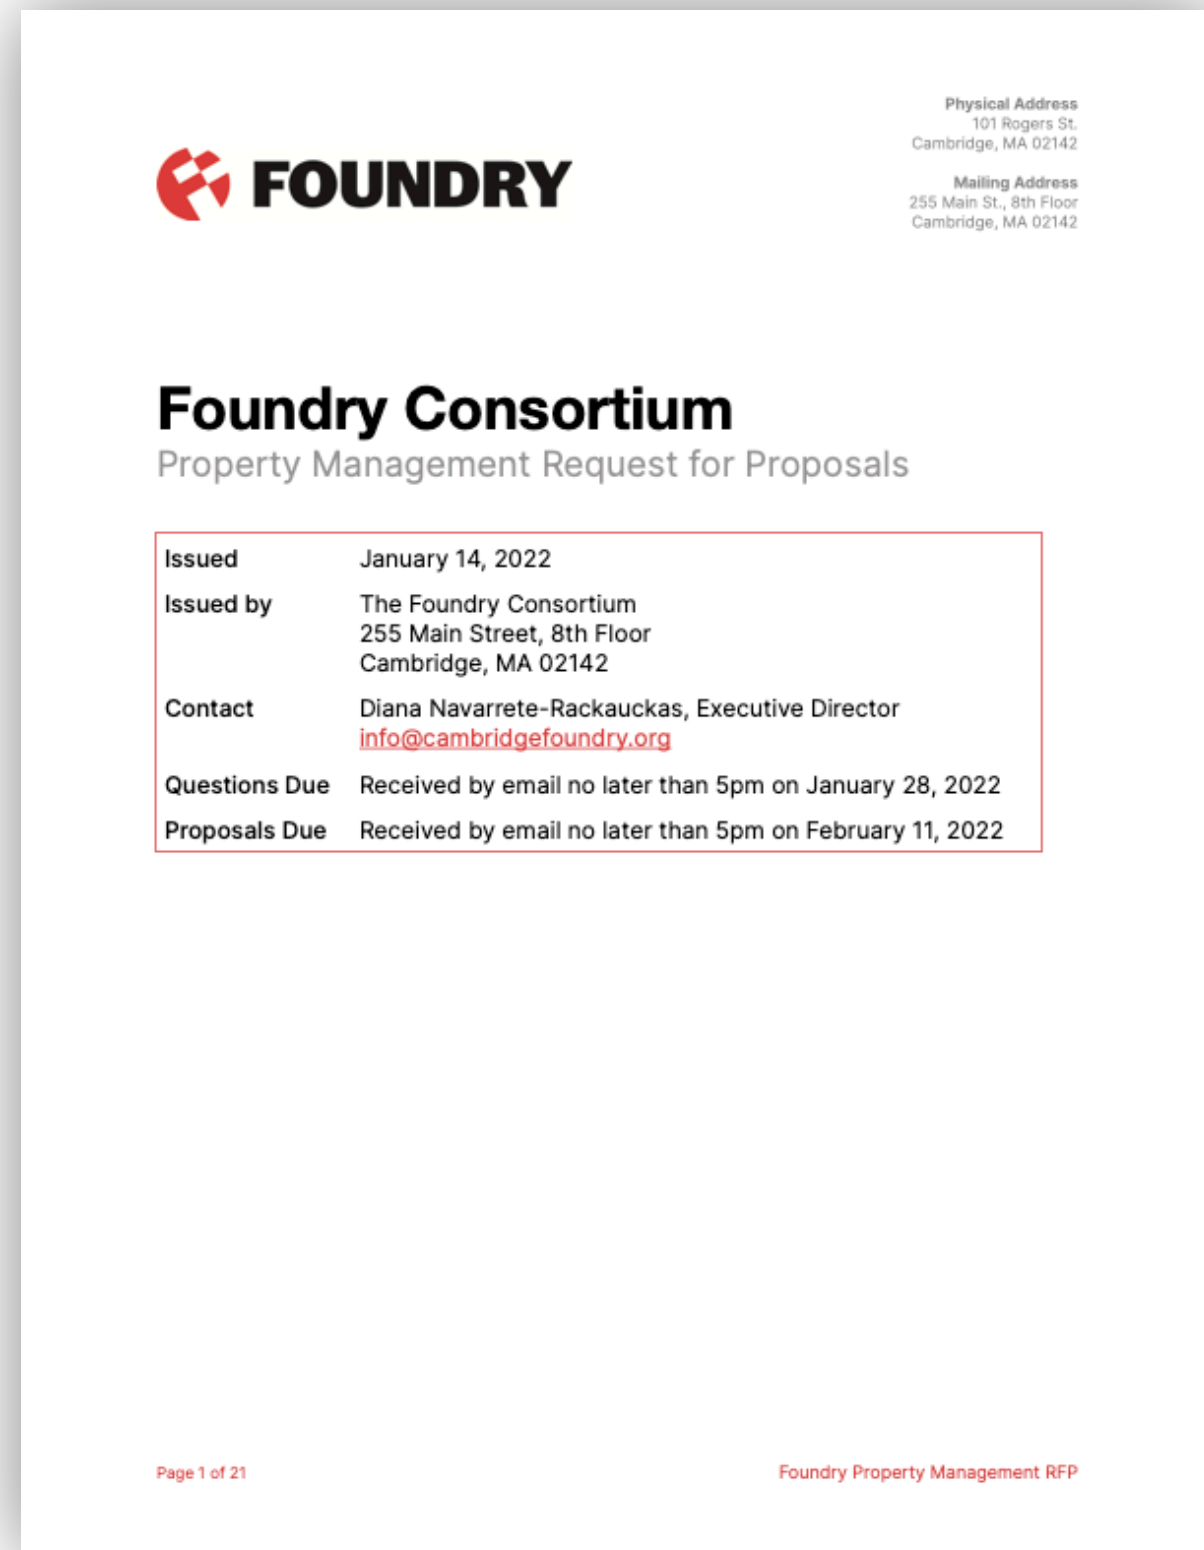 FOUNDRY
Physical Address
101 Rogers St.
Cambridge, MA 02142
Mailing Address
255 Main St., 8th Floor
Cambridge, MA 02142
Foundry Consortium
Property Management Request for Proposals
Issued January 14, 2022
Issued by The Foundry Consortium
255 Main Street, 8th Floor
Cambridge, MA 02142
Contact Diana Navarrete-Rackauckas, Executive Director
info@cambridgefoundry.org
Questions Due Received by email no later than 5pm on January 28, 2022
Proposals Due Received by email no later than 5pm on February 11, 2022
Page 1 of 21 Foundry Property Management RFP